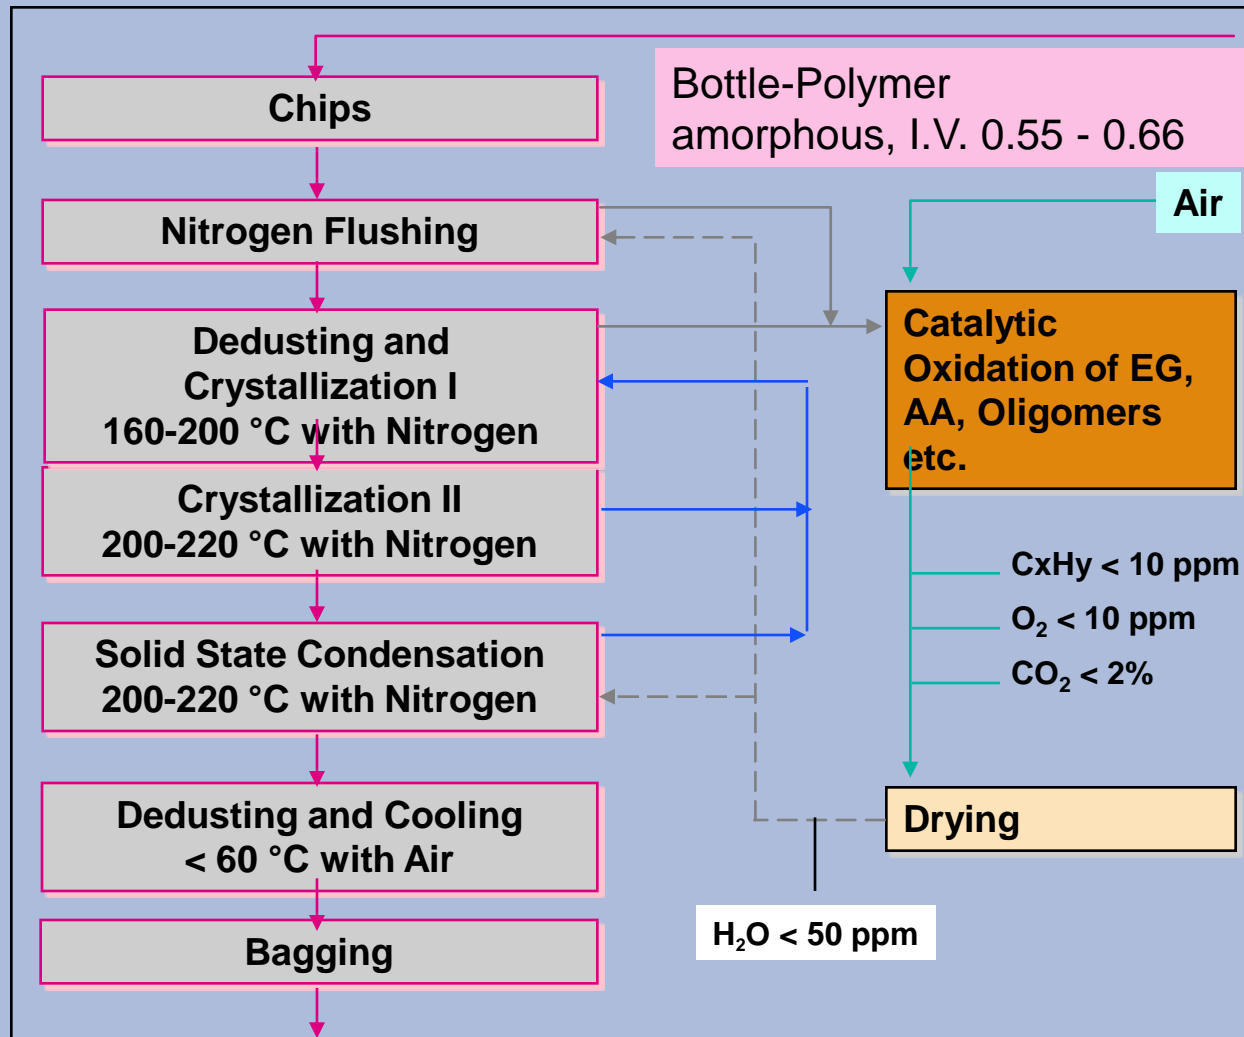 Bottle-Polymer
amorphous, I.V. 0.55 - 0.66
Chips
Air
Nitrogen Flushing
Dedusting and
Crystallization I
160-200 °C with Nitrogen
Catalytic
Oxidation of EG,
AA, Oligomers
etc.
Crystallization II
200-220 °C with Nitrogen
CxHy < 10 ppm
O₂ < 10 ppm
CO₂ < 2%
Solid State Condensation
200-220 °C with Nitrogen
Dedusting and Cooling
< 60 °C with Air
Drying
H₂O < 50 ppm
Bagging